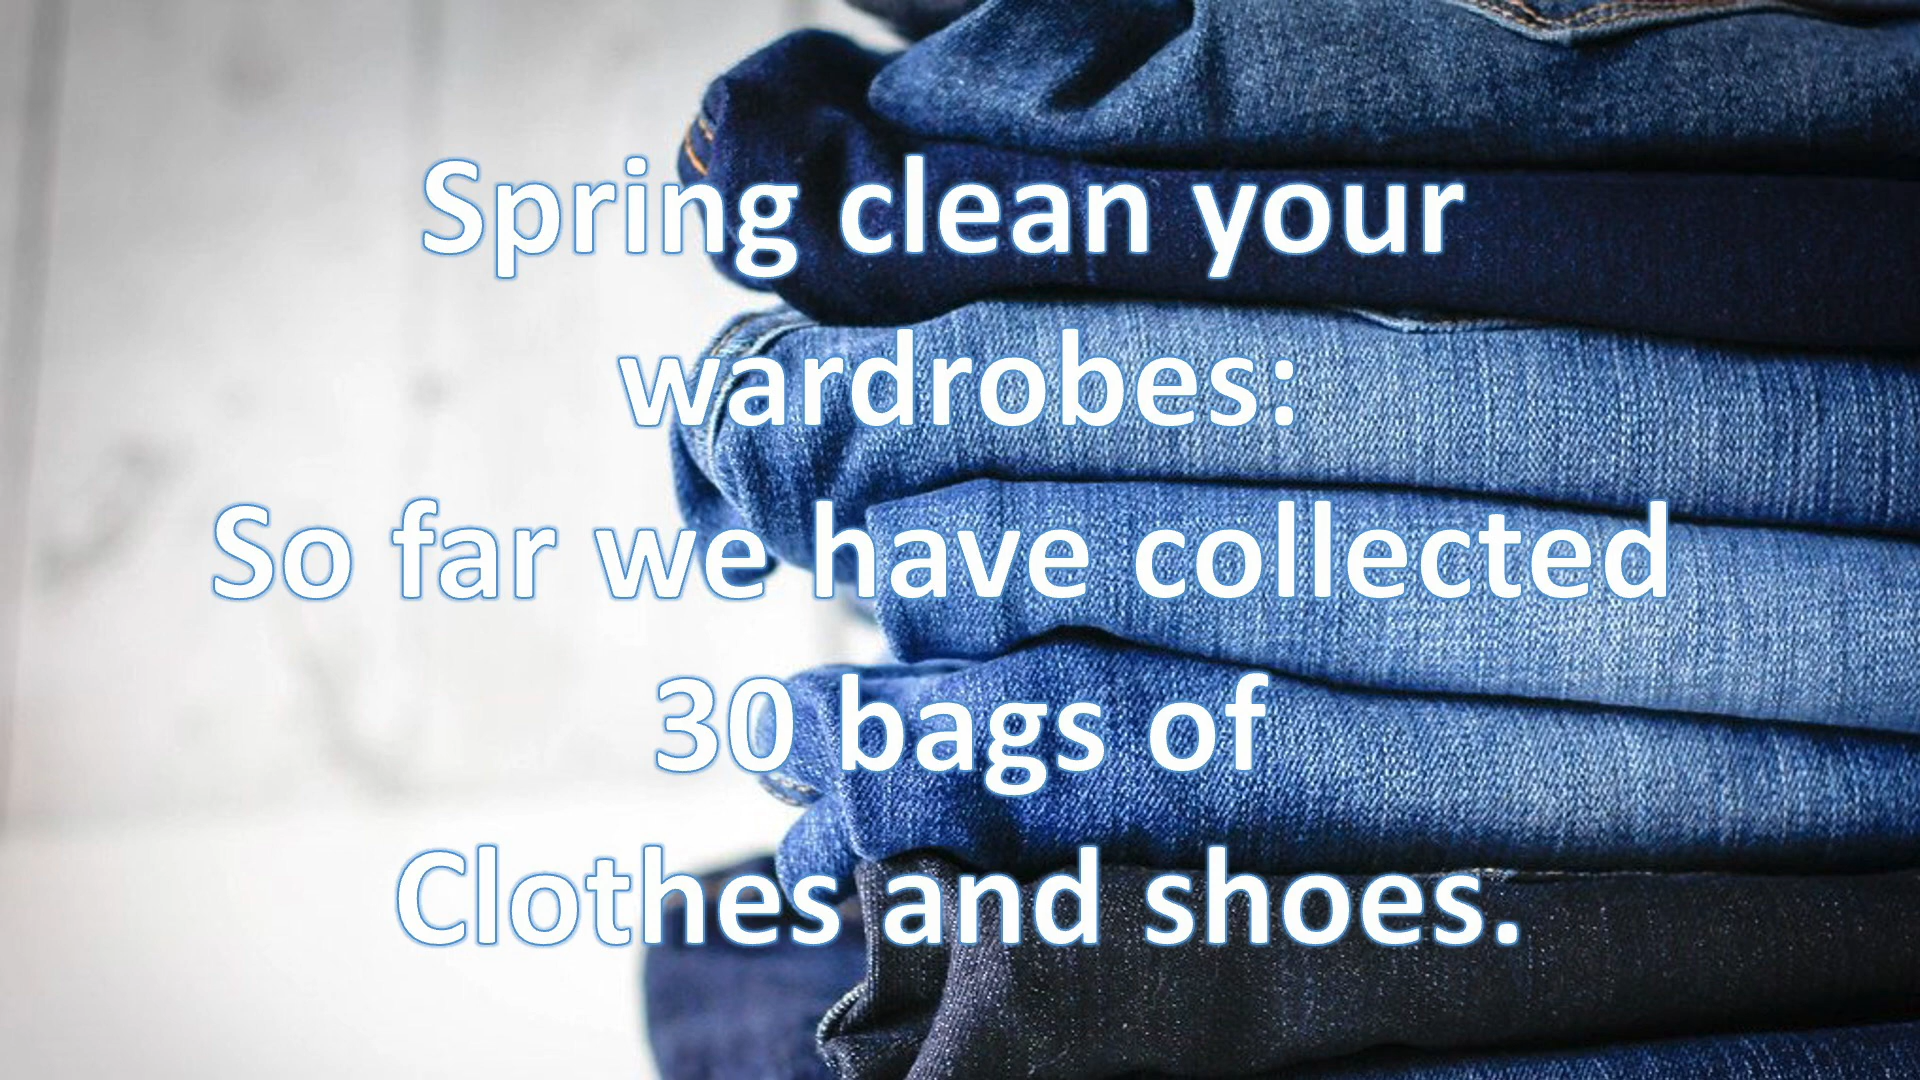 Spring clean your
wardrobes:
So far we have collected
30 bags of
Clothes and shoes.